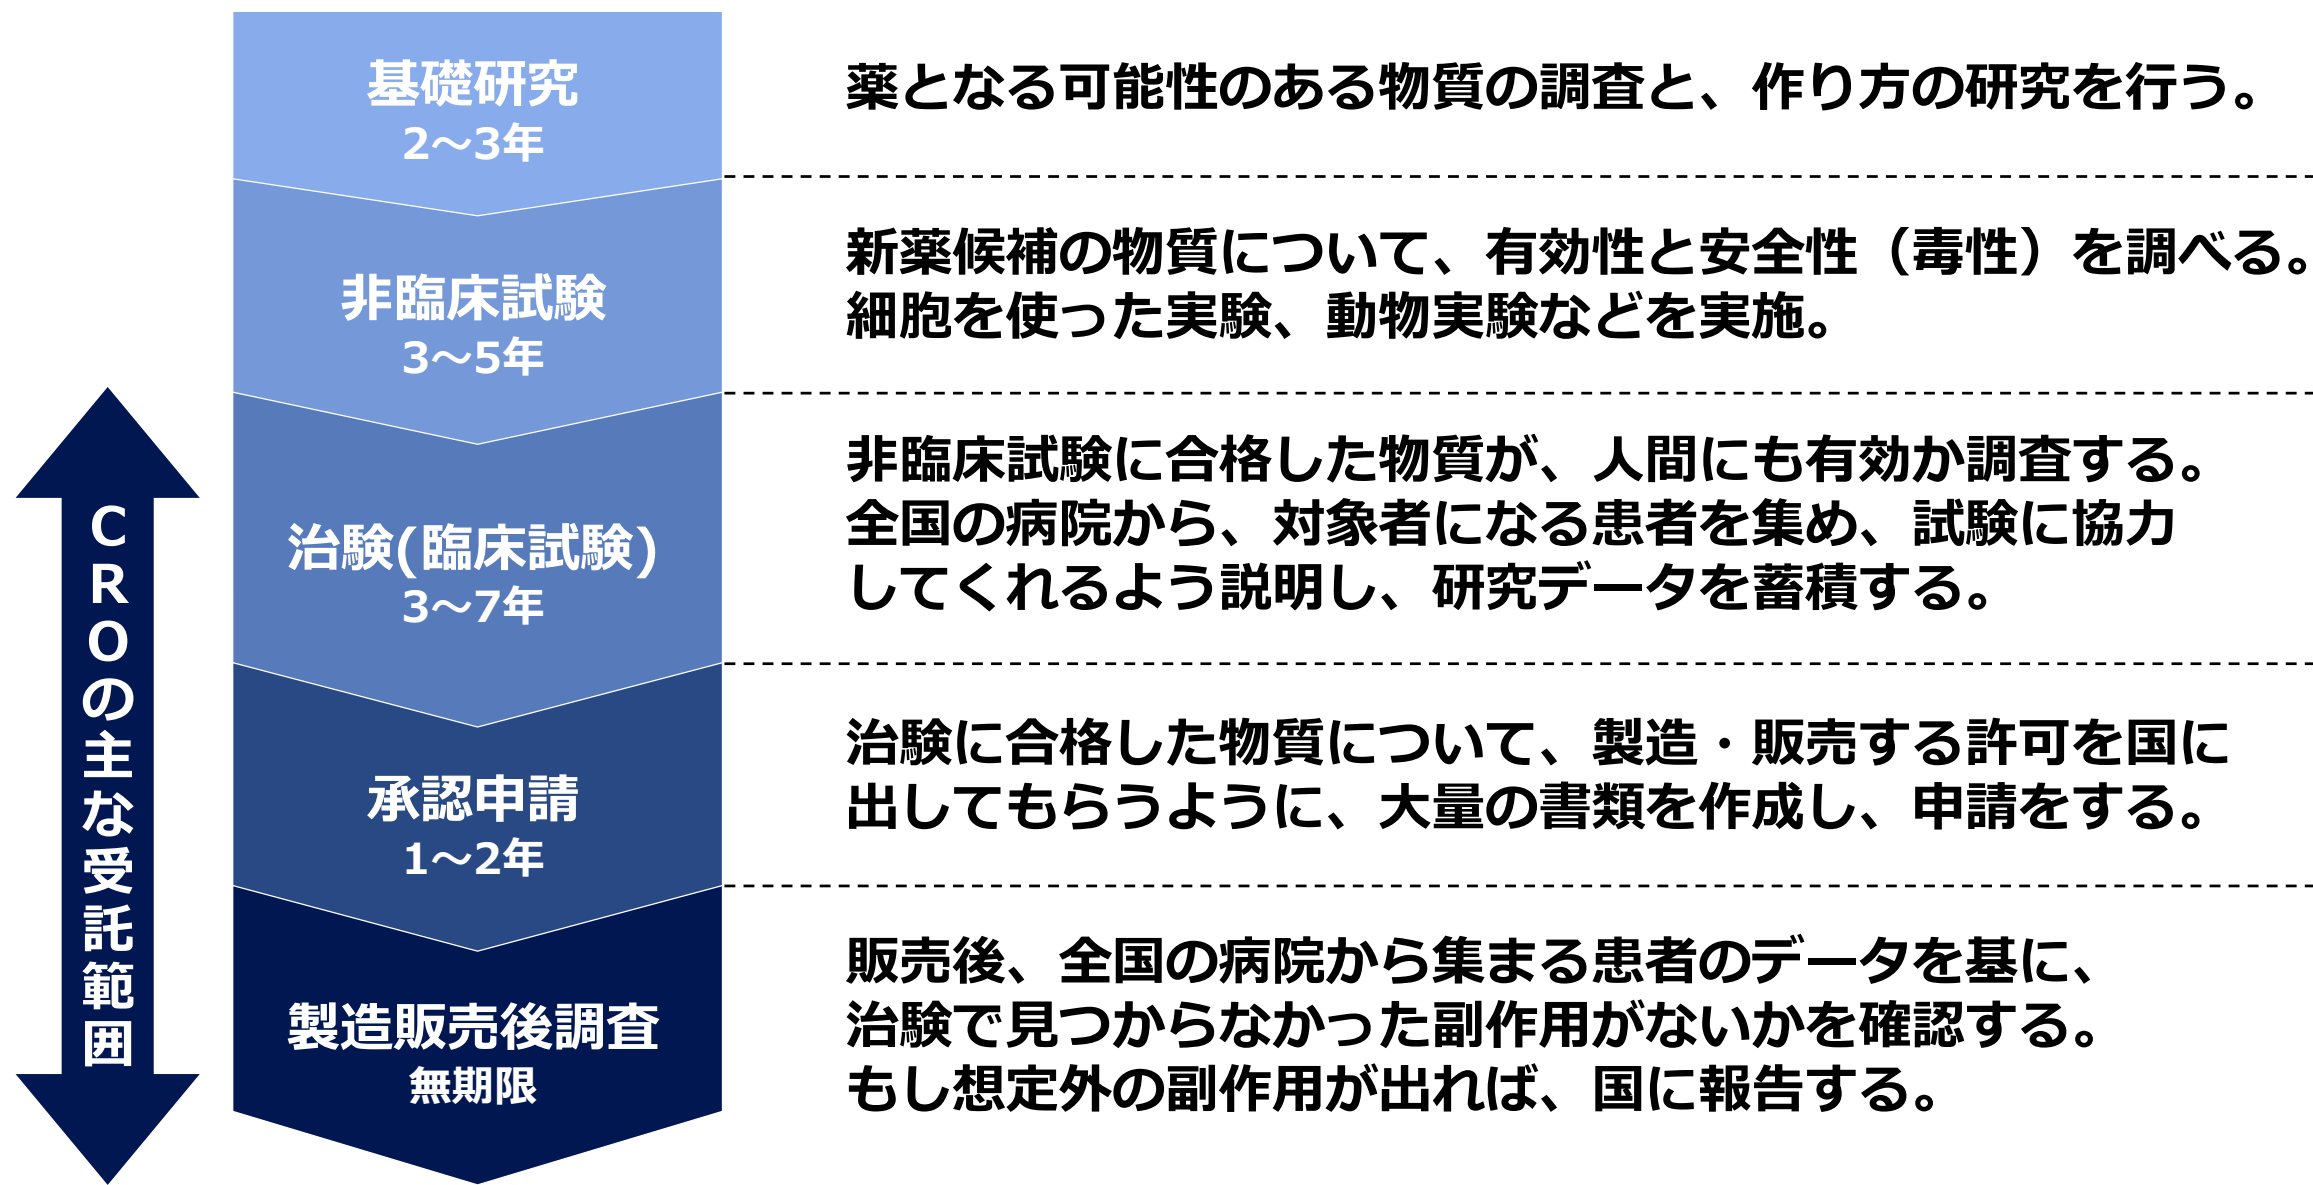 基礎研究
2～3年
薬となる可能性のある物質の調査と、作り方の研究を行う。
非臨床試験
3～5年
新薬候補の物質について、有効性と安全性（毒性）を調べる。
細胞を使った実験、動物実験などを実施。
CROの主な受託範囲
治験(臨床試験)
3～7年
非臨床試験に合格した物質が、人間にも有効か調査する。
全国の病院から、対象者になる患者を集め、試験に協力
してくれるよう説明し、研究データを蓄積する。
承認申請
1～2年
治験に合格した物質について、製造・販売する許可を国に
出してもらうように、大量の書類を作成し、申請をする。
製造販売後調査
無期限
販売後、全国の病院から集まる患者のデータを基に、
治験で見つからなかった副作用がないかを確認する。
もし想定外の副作用が出れば、国に報告する。